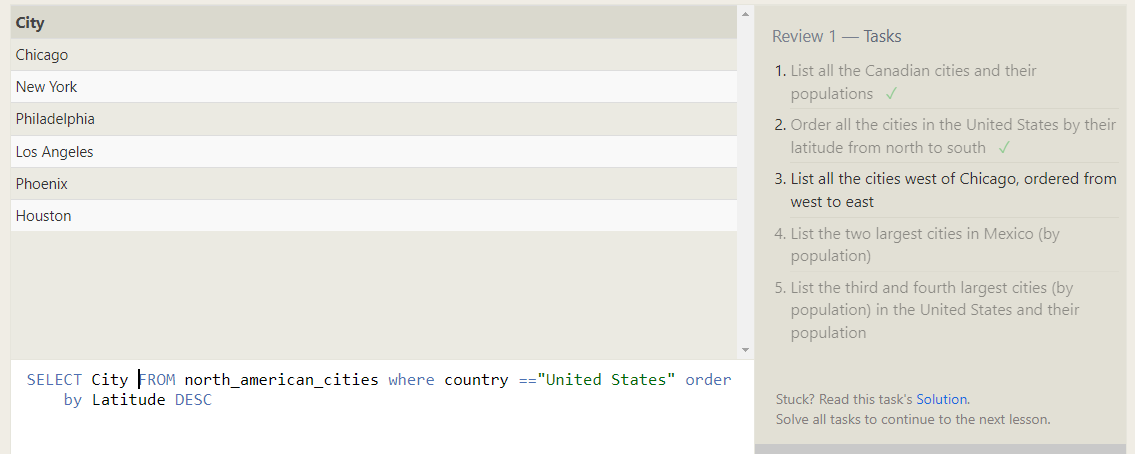 City
Chicago
New York
Philadelphia
Los Angeles
Phoenix
Houston
SELECT City FROM north_american_cities where country =="United States" order
by Latitude DESC
Review 1 — Tasks
1. List all the Canadian cities and their
populations ✓
2. Order all the cities in the United States by their
latitude from north to south ✓
3. List all the cities west of Chicago, ordered from
west to east
4. List the two largest cities in Mexico (by
population)
5. List the third and fourth largest cities (by
population) in the United States and their
population
Stuck? Read this task's Solution.
Solve all tasks to continue to the next lesson.